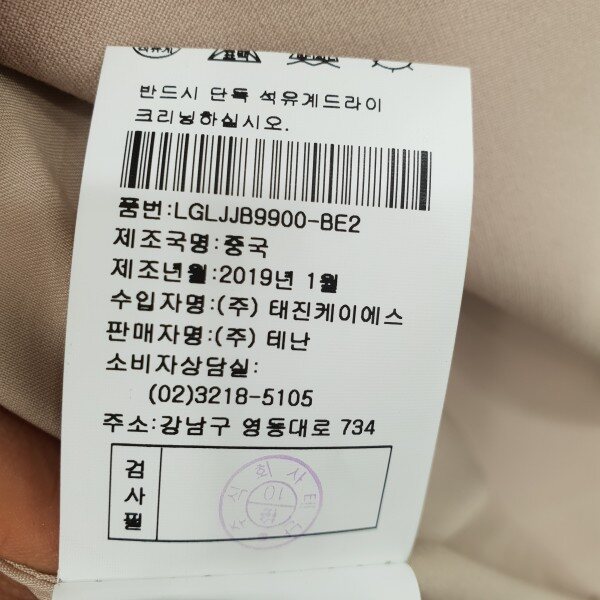 반드시 단독 석유계드라이
크리닝하십시오.
품번:LGLJJB9900-BE2
제조국명:중국
제조년월:2019년 1월
수입자명:(주) 태진케이에스
판매자명:(주) 테난
소비자상담실:
(02)3218-5105
주소:강남구 영동대로 734
검
사
필